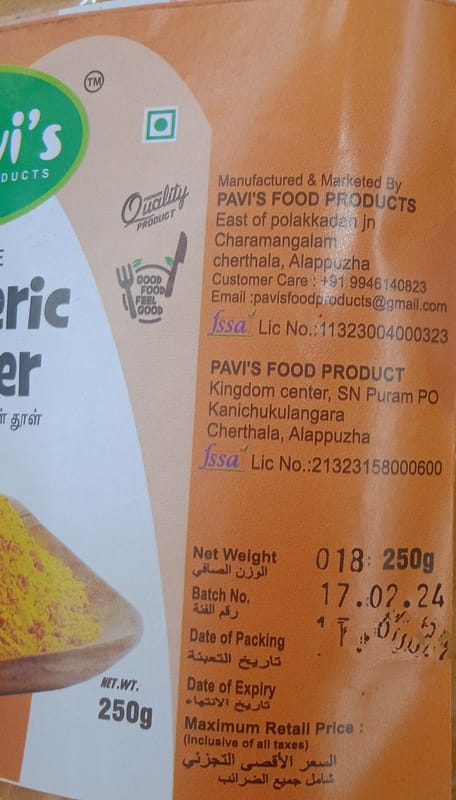 TM
vi's
DUCTS
E
eric
er
ள் தூள்
PREMIUM
Quality
PRODUCT
GOOD
FOOD
FEEL
GOOD
Manufactured & Marketed By
PAVI'S FOOD PRODUCTS
East of polakkadan jn
Charamangalam
cherthala, Alappuzha
Customer Care : +91 9946140823
Email :pavisfoodproducts@gmail.com
fssai Lic No.:11323004000323
PAVI'S FOOD PRODUCT
Kingdom center, SN Puram PO
Kanichukulangara
Cherthala, Alappuzha
fssai Lic No.:21323158000600
Net Weight 018: 250g
الوزن الصافي
Batch No. 17.02.24
رقم الفئة
Date of Packing
تاريخ التعبئة
Date of Expiry
تاريخ الانتهاء
Maximum Retail Price :
(inclusive of all taxes)
السعر الأقصى التجزئي
شامل جميع الضرائب
NET.WT.
250g